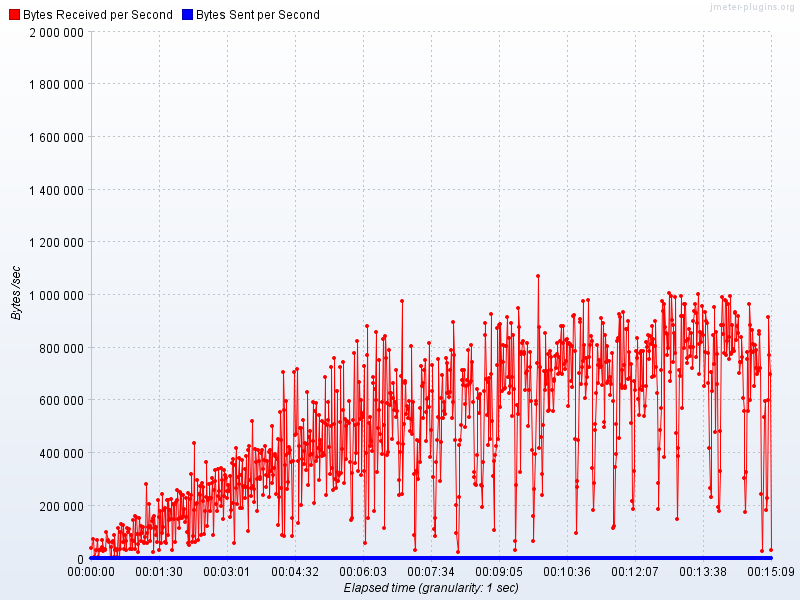 jmeter-plugins.org
Bytes Received per Second Bytes Sent per Second
2 000 000
1 800 000
1 600 000
1 400 000
1 200 000
1 000 000
800 000
600 000
400 000
200 000
0
Bytes /sec
00:00:00 00:01:30 00:03:01 00:04:32 00:06:03 00:07:34 00:09:05 00:10:36 00:12:07 00:13:38 00:15:09
Elapsed time (granularity: 1 sec)